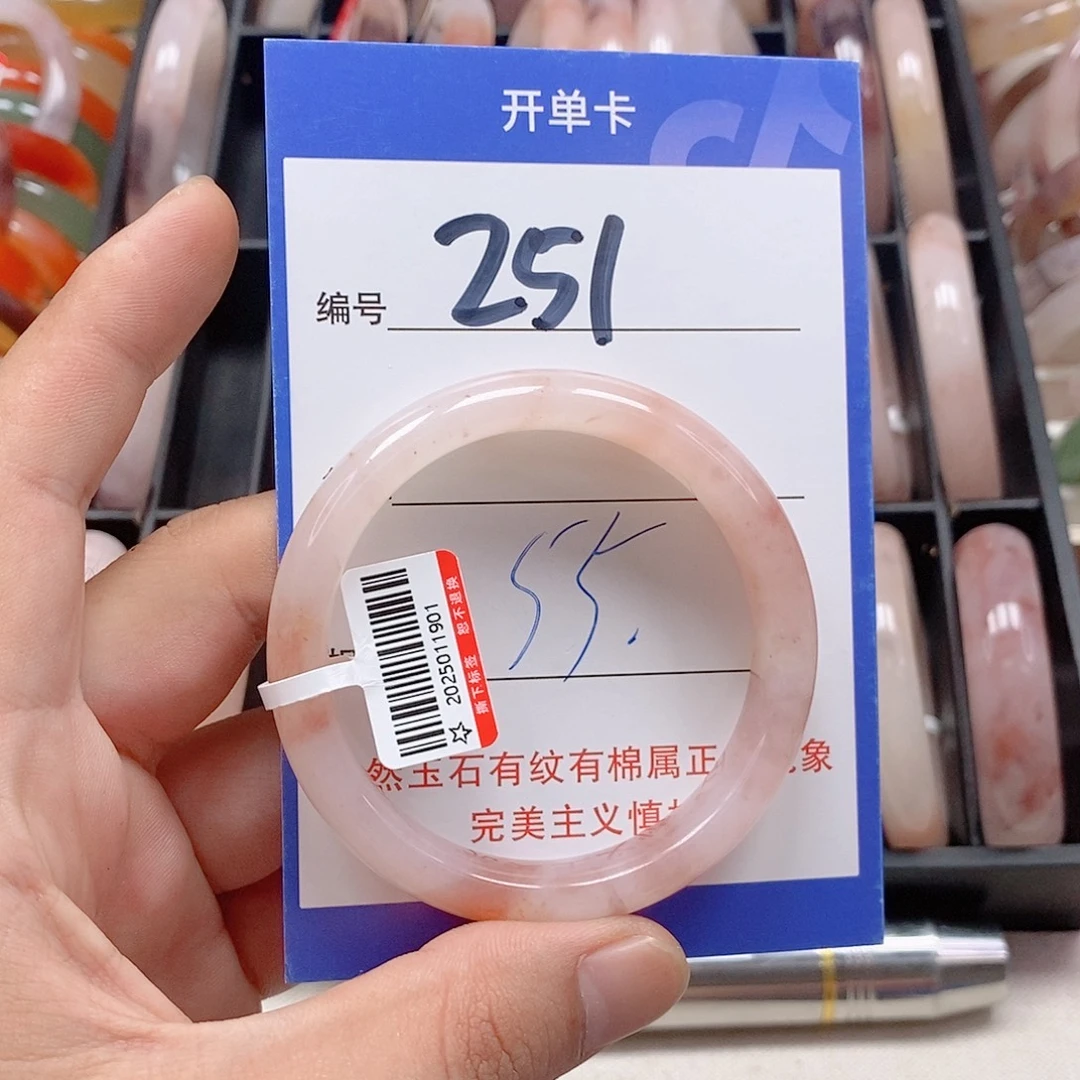 开单卡
编号 251
55.
2025011901
撕下标签 恕不退换
然玉石有纹有棉属正
象
完美主义慎